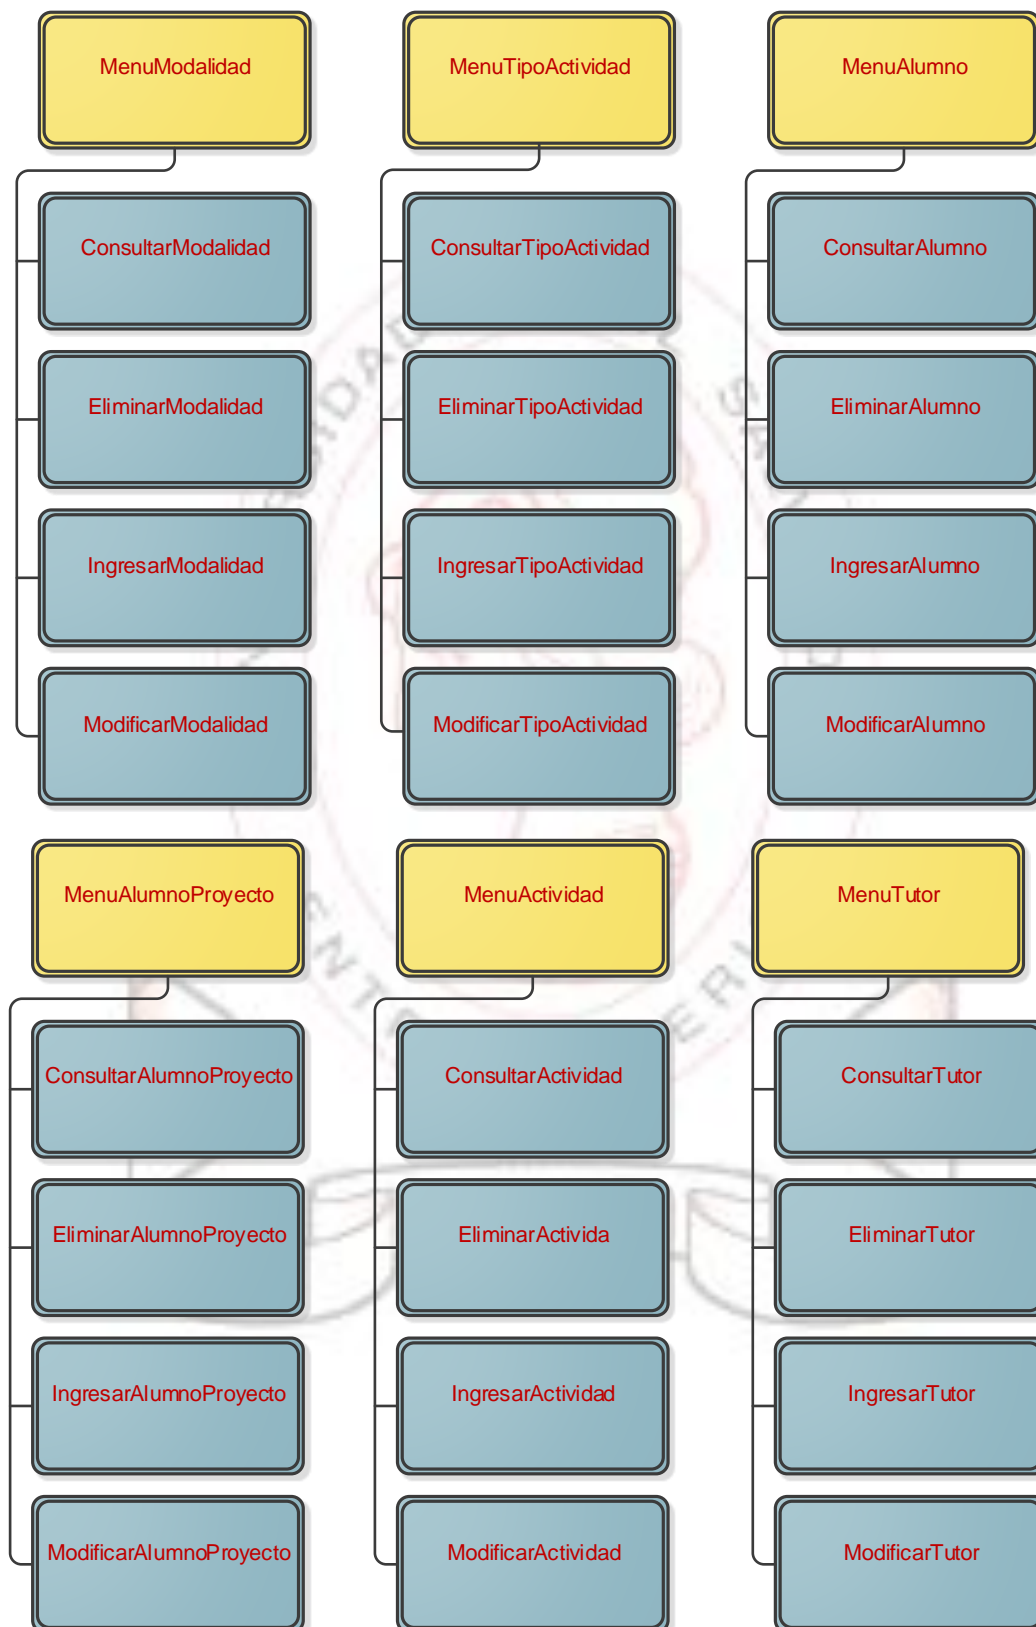 MenuModalidad
MenuTipoActividad
MenuAlumno
ConsultarModalidad
ConsultarTipoActividad
ConsultarAlumno
EliminarModalidad
EliminarTipoActividad
EliminarAlumno
IngresarModalidad
IngresarTipoActividad
IngresarAlumno
ModificarModalidad
ModificarTipoActividad
ModificarAlumno
MenuAlumnoProyecto
MenuActividad
MenuTutor
ConsultarAlumnoProyecto
ConsultarActividad
ConsultarTutor
EliminarAlumnoProyecto
EliminarActivida
EliminarTutor
IngresarAlumnoProyecto
IngresarActividad
IngresarTutor
ModificarAlumnoProyecto
ModificarActividad
ModificarTutor